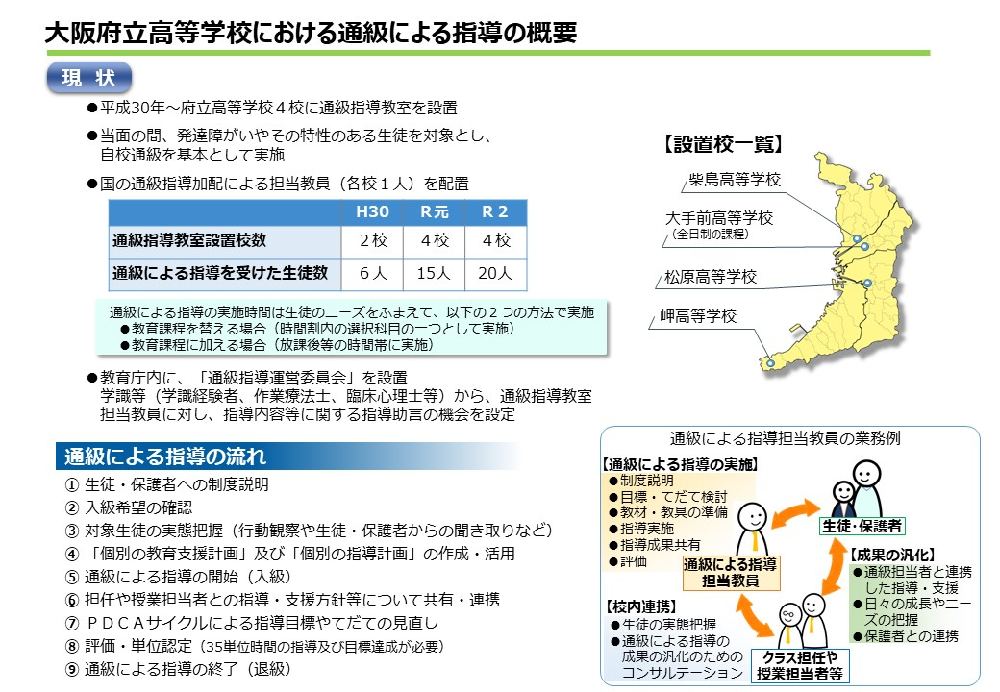 大阪府立高等学校における通級による指導の概要
現 状
●平成30年～府立高等学校４校に通級指導教室を設置
●当面の間、発達障がいやその特性のある生徒を対象とし、
自校通級を基本として実施
●国の通級指導加配による担当教員（各校１人）を配置
H30 Ｒ元 Ｒ２
通級指導教室設置校数 ２校 ４校 ４校
通級による指導を受けた生徒数 ６人 15人 20人
通級による指導の実施時間は生徒のニーズをふまえて、以下の２つの方法で実施
●教育課程を替える場合（時間割内の選択科目の一つとして実施）
●教育課程に加える場合（放課後等の時間帯に実施）
●教育庁内に、「通級指導運営委員会」を設置
学識等（学識経験者、作業療法士、臨床心理士等）から、通級指導教室
担当教員に対し、指導内容等に関する指導助言の機会を設定
【設置校一覧】
柴島高等学校
大手前高等学校
（全日制の課程）
松原高等学校
岬高等学校
通級による指導の流れ
① 生徒・保護者への制度説明
② 入級希望の確認
③ 対象生徒の実態把握（行動観察や生徒・保護者からの聞き取りなど）
④ 「個別の教育支援計画」及び「個別の指導計画」の作成・活用
⑤ 通級による指導の開始（入級）
⑥ 担任や授業担当者との指導・支援方針等について共有・連携
⑦ ＰＤＣＡサイクルによる指導目標やてだての見直し
⑧ 評価・単位認定（35単位時間の指導及び目標達成が必要）
⑨ 通級による指導の終了（退級）
通級による指導担当教員の業務例
【通級による指導の実施】
●制度説明
●目標・てだて検討
●教材・教具の準備
●指導実施
●指導成果共有
●評価
通級による指導
担当教員
生徒・保護者
【成果の汎化】
●通級担当者と連携
した指導・支援
●日々の成長やニー
ズの把握
●保護者との連携
【校内連携】
●生徒の実態把握
●通級による指導の
成果の汎化のための
コンサルテーション
クラス担任や
授業担当者等